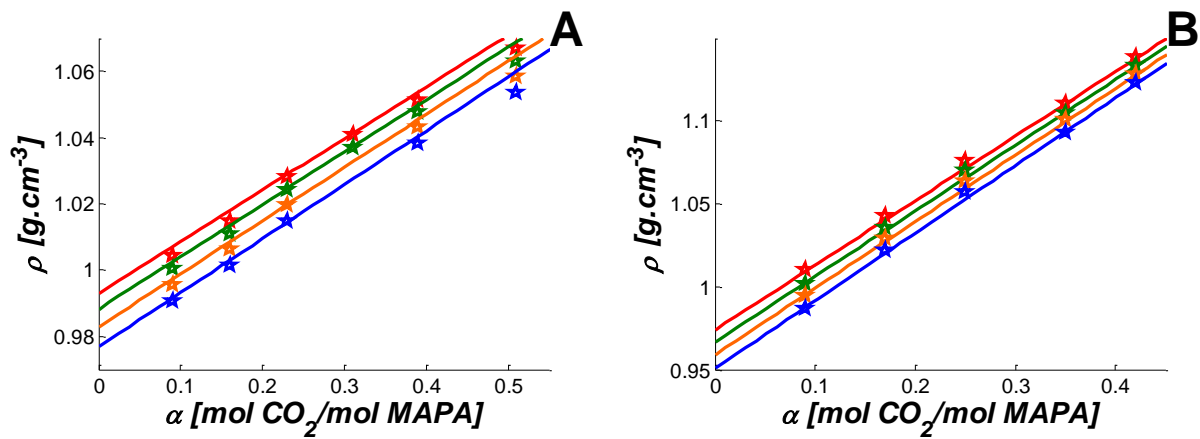 A
1.06
1.04
1.02
1
0.98
0 0.1 0.2 0.3 0.4 0.5
ρ [g.cm-3]
α [mol CO2/mol MAPA]
B
1.1
1.05
1
0.95
0 0.1 0.2 0.3 0.4
ρ [g.cm-3]
α [mol CO2/mol MAPA]